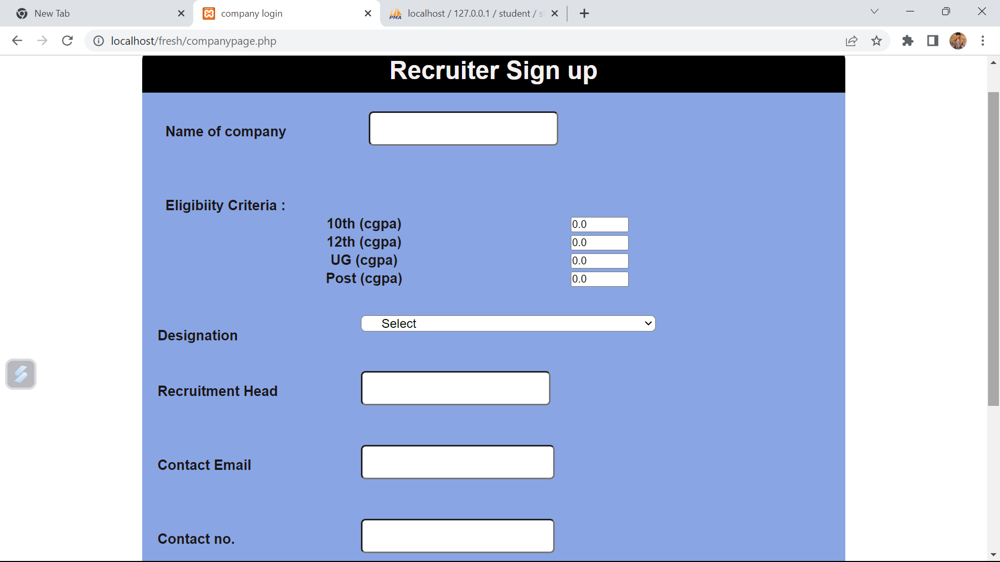 New Tab
company login
localhost / 127.0.0.1 / student / s
localhost/fresh/companypage.php
Recruiter Sign up
Name of company
Eligibiity Criteria :
10th (cgpa) 0.0
12th (cgpa) 0.0
UG (cgpa) 0.0
Post (cgpa) 0.0
Select
Designation
Recruitment Head
Contact Email
Contact no.